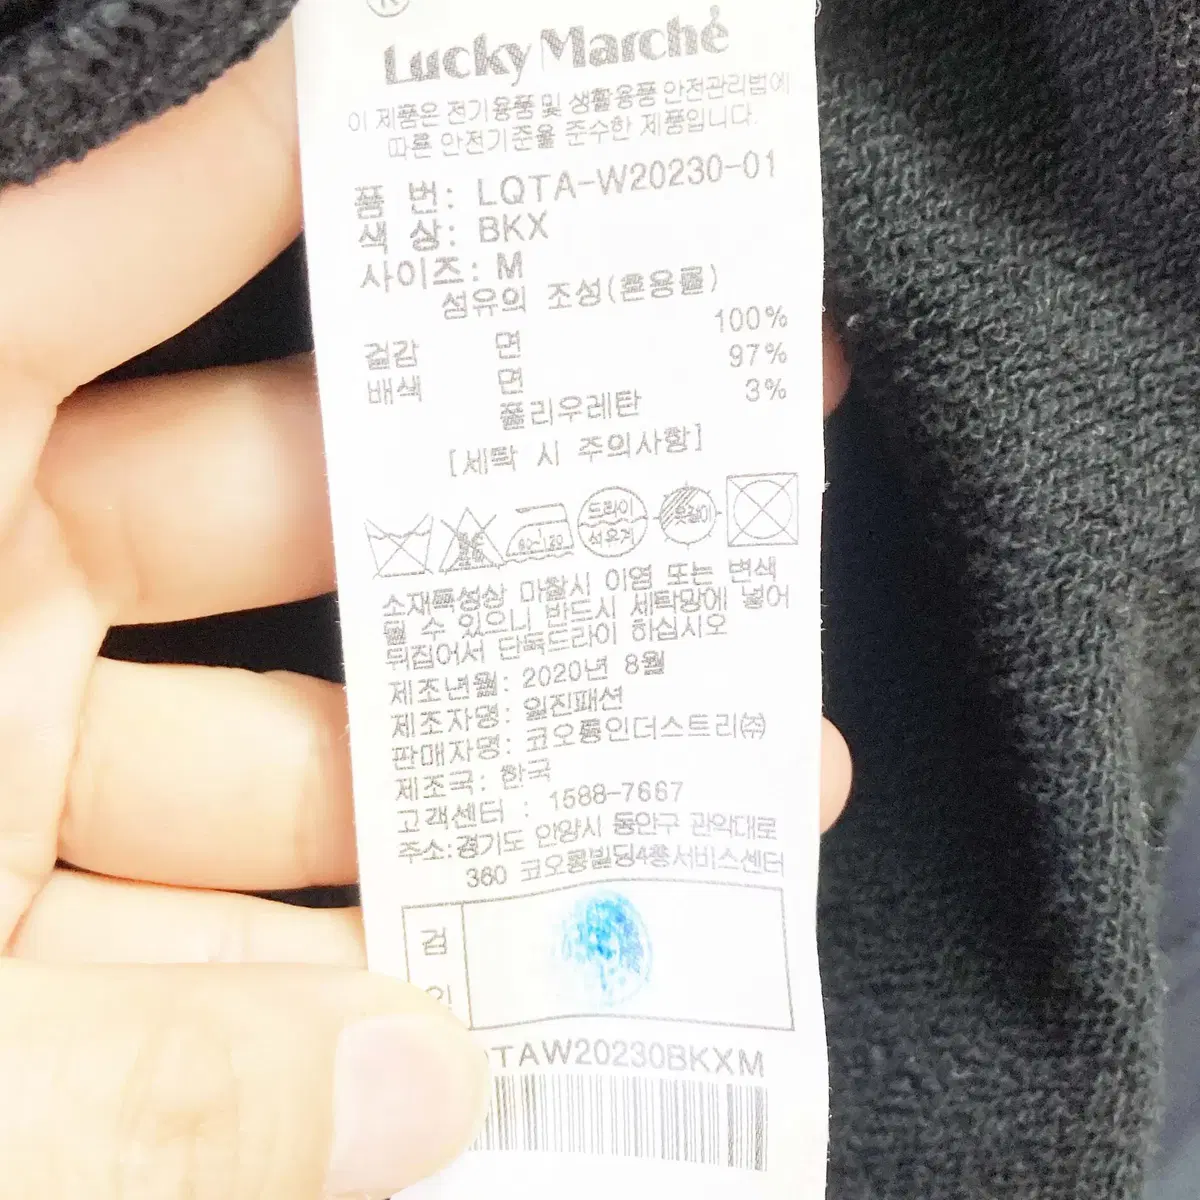 Lucky Marché
이 제품은 전기용품 및 생활용품 안전관리법에
따른 안전기준을 준수한 제품입니다.
품 번: LQTA-W20230-01
색 상: BKX
사이즈: M
섬유의 조성(혼용률)
겉감 면 100%
배색 면 97%
폴리우레탄 3%
[세탁 시 주의사항]
80~120 드라이 석유계 옷걸이
소재특성상 마찰시 이염 또는 변색
될 수 있으니 반드시 세탁망에 넣어
뒤집어서 단독드라이 하십시오
제조년월: 2020년 8월
제조자명: 일진패션
판매자명: 코오롱인더스트리㈜
제조국: 한국
고객센터 : 1588-7667
주소:경기도 안양시 동안구 관악대로
360 코오롱빌딩4층서비스센터
검
인
QTAW20230BKXM